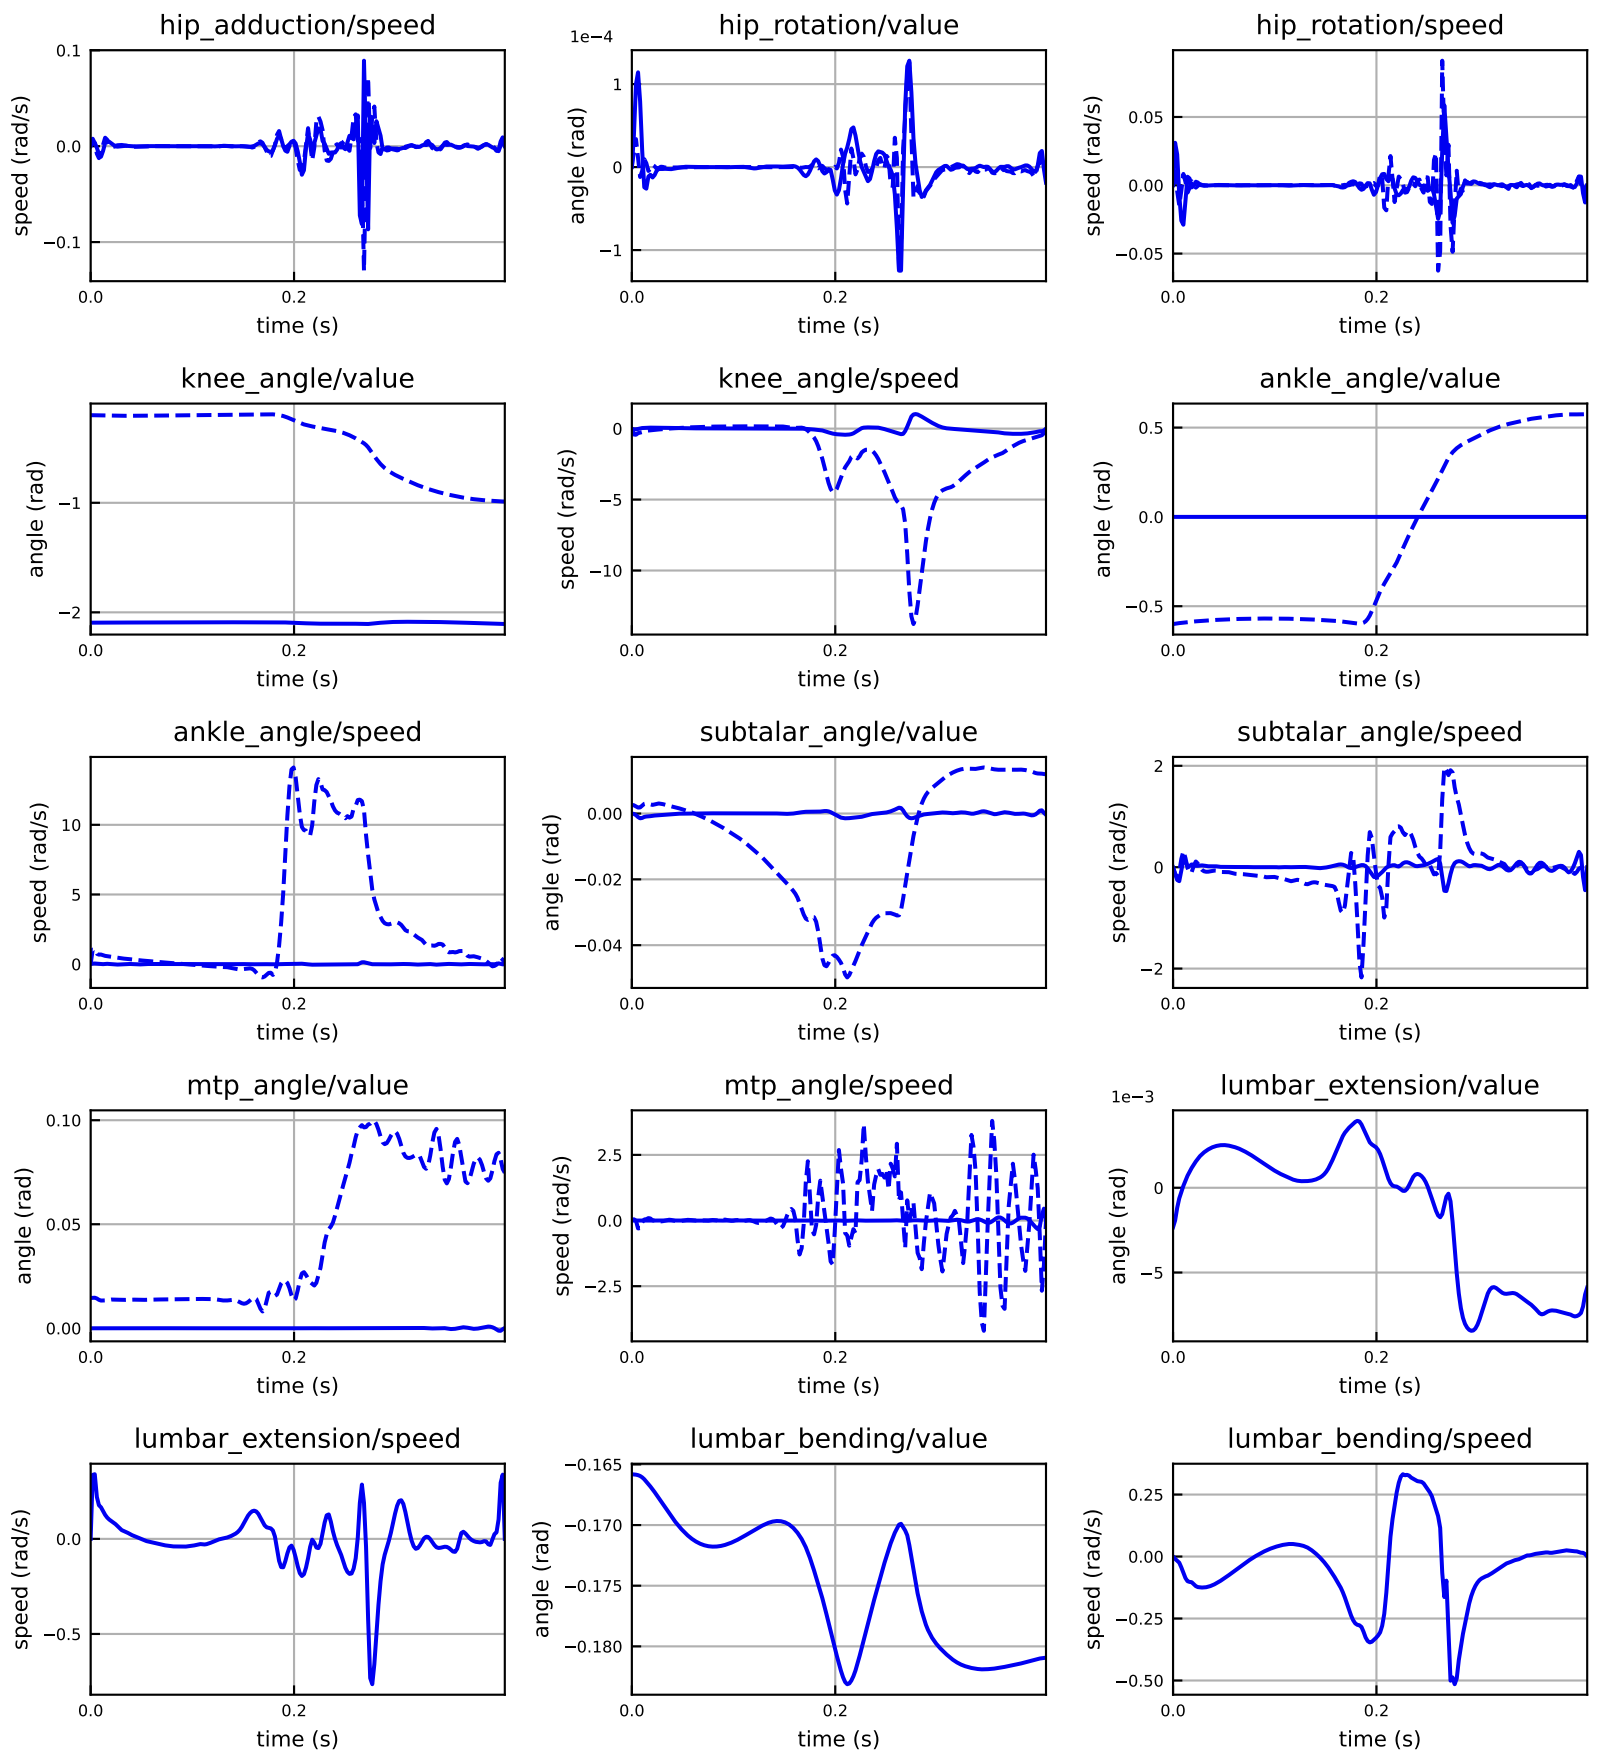 hip_adduction/speed
speed (rad/s)
0.1
0.0
−0.1
0.0
0.2
time (s)
hip_rotation/value
1e−4
angle (rad)
1
0
−1
0.0
0.2
time (s)
hip_rotation/speed
speed (rad/s)
0.05
0.00
−0.05
0.0
0.2
time (s)
knee_angle/value
angle (rad)
−1
−2
0.0
0.2
time (s)
knee_angle/speed
speed (rad/s)
0
−5
−10
0.0
0.2
time (s)
ankle_angle/value
angle (rad)
0.5
0.0
−0.5
0.0
0.2
time (s)
ankle_angle/speed
speed (rad/s)
10
5
0
0.0
0.2
time (s)
subtalar_angle/value
angle (rad)
0.00
−0.02
−0.04
0.0
0.2
time (s)
subtalar_angle/speed
speed (rad/s)
2
0
−2
0.0
0.2
time (s)
mtp_angle/value
angle (rad)
0.10
0.05
0.00
0.0
0.2
time (s)
mtp_angle/speed
speed (rad/s)
2.5
0.0
−2.5
0.0
0.2
time (s)
lumbar_extension/value
1e−3
angle (rad)
0
−5
0.0
0.2
time (s)
lumbar_extension/speed
speed (rad/s)
0.0
−0.5
0.0
0.2
time (s)
lumbar_bending/value
angle (rad)
−0.165
−0.170
−0.175
−0.180
0.0
0.2
time (s)
lumbar_bending/speed
speed (rad/s)
0.25
0.00
−0.25
−0.50
0.0
0.2
time (s)